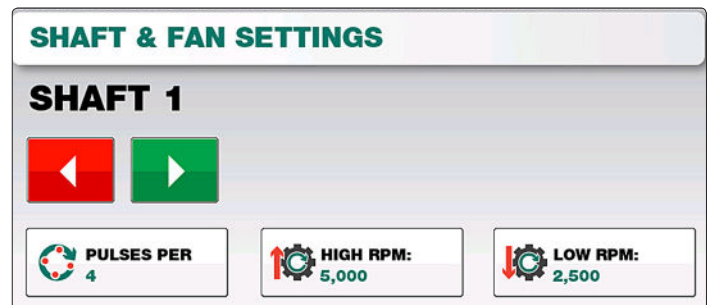 SHAFT & FAN SETTINGS
SHAFT 1
PULSES PER
4
HIGH RPM:
5,000
LOW RPM:
2,500